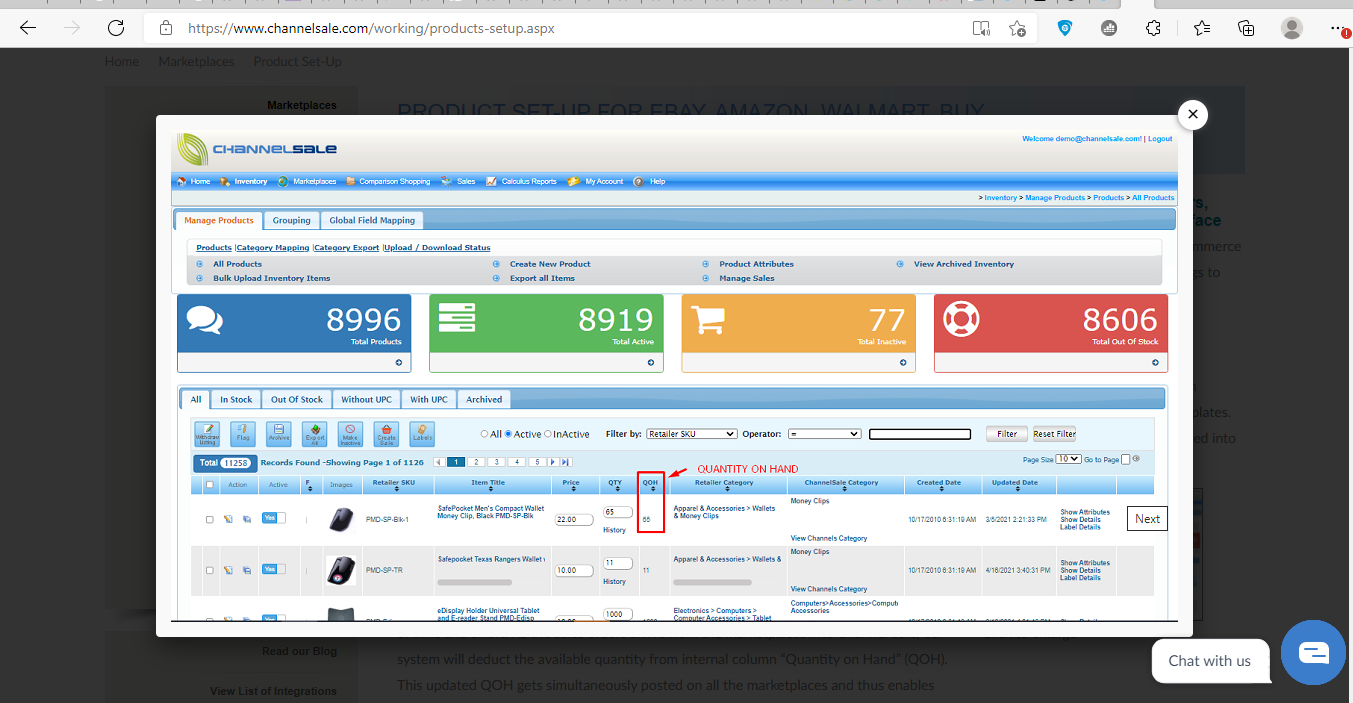 https://www.channelsale.com/working/products-setup.aspx
Home Marketplaces Product Set-Up
Marketplaces
PRODUCT SET-UP FOR EBAY, AMAZON, WALMART, BUY
CHANNELSALE
Welcome demo@channelsale.com! | Logout
Home Inventory Marketplaces Comparison Shopping Sales Calculus Reports My Account Help
> Inventory > Manage Products > Products > All Products
Manage Products Grouping Global Field Mapping
Products |Category Mapping |Category Export |Upload / Download Status
All Products Create New Product Product Attributes View Archived Inventory
Bulk Upload Inventory Items Export all Items Manage Sales
8996 8919 77 8606
Total Products Total Active Total Inactive Total Out Of Stock
All In Stock Out Of Stock Without UPC With UPC Archived
Withdraw Listing Flag Archive Export All Make Inactive Create Sales Labels
All Active InActive Filter by: Retailer SKU Operator: = Filter Reset Filter
Total 11258 Records Found -Showing Page 1 of 1126 1 2 3 4 5
Page Size 10 Go to Page
QUANTITY ON HAND
Action Active F Images Retailer SKU Item Title Price QTY QOH Retailer Category ChannelSale Category Created Date Updated Date
Yes PMD-SP-Blk-1
SafePocket Men's Compact Wallet
Money Clip, Black PMD-SP-Blk
22.00
65
History
65
Apparel & Accessories > Wallets
& Money Clips
Money Clips
View Channels Category
10/17/2010 6:31:19 AM
3/5/2021 2:21:33 PM
Show Attributes
Show Details
Label Details
Next
Yes PMD-SP-TR
Safepocket Texas Rangers Wallet
10.00
11
History
11
Apparel & Accessories > Wallets &
Money Clips
View Channels Category
10/17/2010 6:31:19 AM
4/16/2021 3:40:31 PM
Show Attributes
Show Details
Label Details
eDisplay Holder Universal Tablet
and E-reader Stand PMD-Edisp
1000
Electronics > Computers >
Computer Accessories > Tablet
Computers>Accessories>Comput
Accessories
Read our Blog
View List of Integrations
system will deduct the available quantity from internal column "Quantity on Hand" (QOH).
This updated QOH gets simultaneously posted on all the marketplaces and thus enables
Chat with us